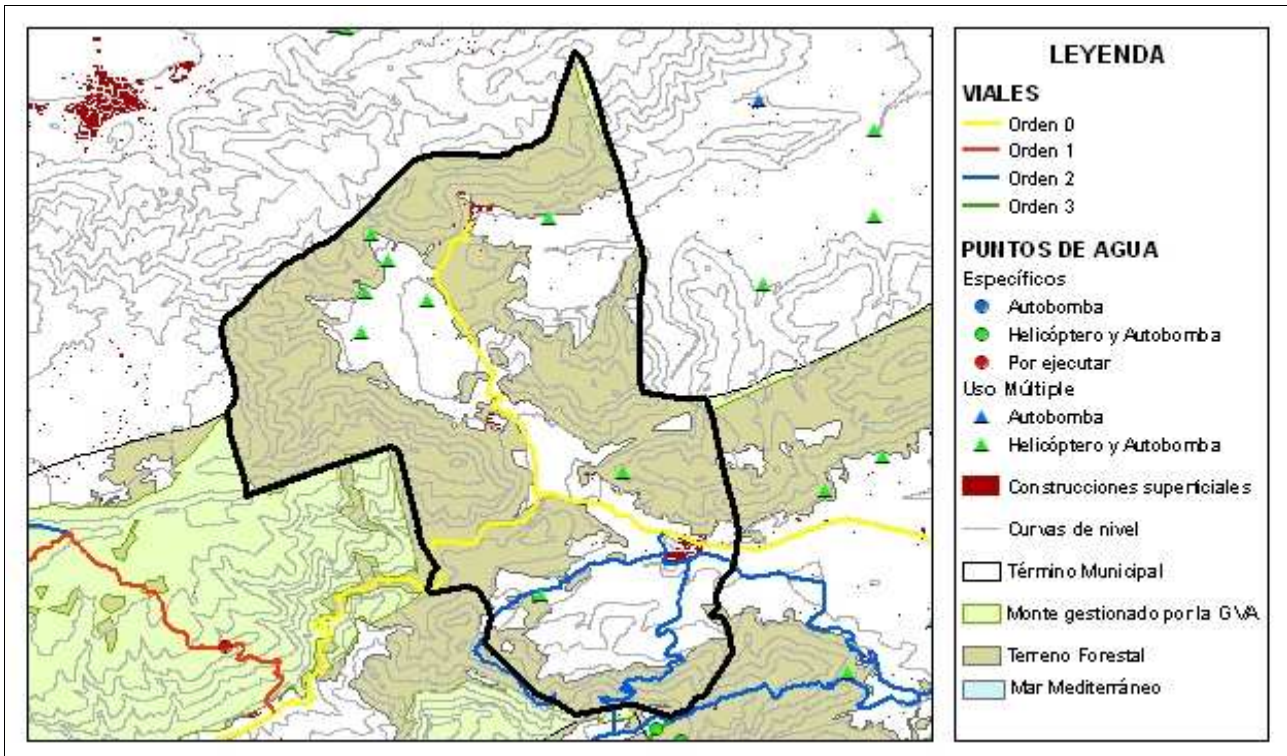 LEYENDA
VIALES
Orden 0
Orden 1
Orden 2
Orden 3
PUNTOS DE AGUA
Específicos
Autobomba
Helicóptero y Autobomba
Por ejecutar
Uso Múltiple
Autobomba
Helicóptero y Autobomba
Construcciones superficiales
Curvas de nivel
Término Municipal
Monte gestionado por la GVA
Terreno Forestal
Mar Mediterráneo